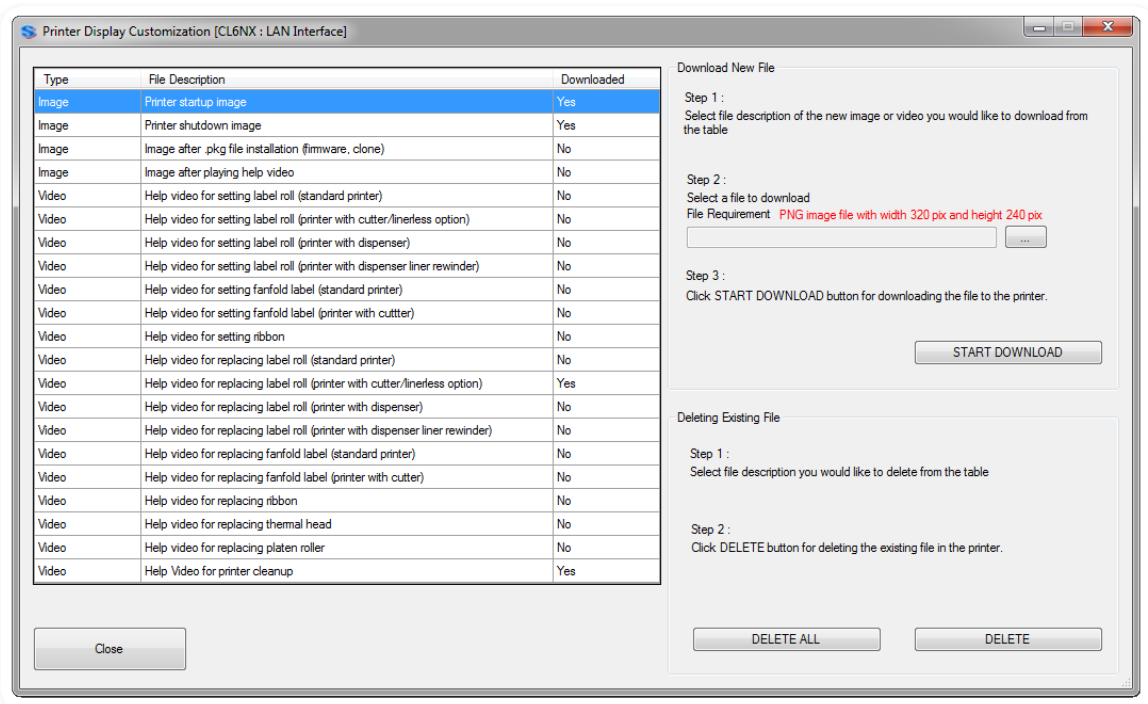 Printer Display Customization [CL6NX : LAN Interface]
Type File Description Downloaded
Image Printer startup image Yes
Image Printer shutdown image Yes
Image Image after .pkg file installation (firmware, clone) No
Image Image after playing help video No
Video Help video for setting label roll (standard printer) No
Video Help video for setting label roll (printer with cutter/linerless option) No
Video Help video for setting label roll (printer with dispenser) No
Video Help video for setting label roll (printer with dispenser liner rewinder) No
Video Help video for setting fanfold label (standard printer) No
Video Help video for setting fanfold label (printer with cuttter) No
Video Help video for setting ribbon No
Video Help video for replacing label roll (standard printer) No
Video Help video for replacing label roll (printer with cutter/linerless option) Yes
Video Help video for replacing label roll (printer with dispenser) No
Video Help video for replacing label roll (printer with dispenser liner rewinder) No
Video Help video for replacing fanfold label (standard printer) No
Video Help video for replacing fanfold label (printer with cutter) No
Video Help video for replacing ribbon No
Video Help video for replacing thermal head No
Video Help video for replacing platen roller No
Video Help Video for printer cleanup Yes
Close
Download New File
Step 1 :
Select file description of the new image or video you would like to download from
the table
Step 2 :
Select a file to download
File Requirement PNG image file with width 320 pix and height 240 pix
...
Step 3 :
Click START DOWNLOAD button for downloading the file to the printer.
START DOWNLOAD
Deleting Existing File
Step 1 :
Select file description you would like to delete from the table
Step 2 :
Click DELETE button for deleting the existing file in the printer.
DELETE ALL DELETE